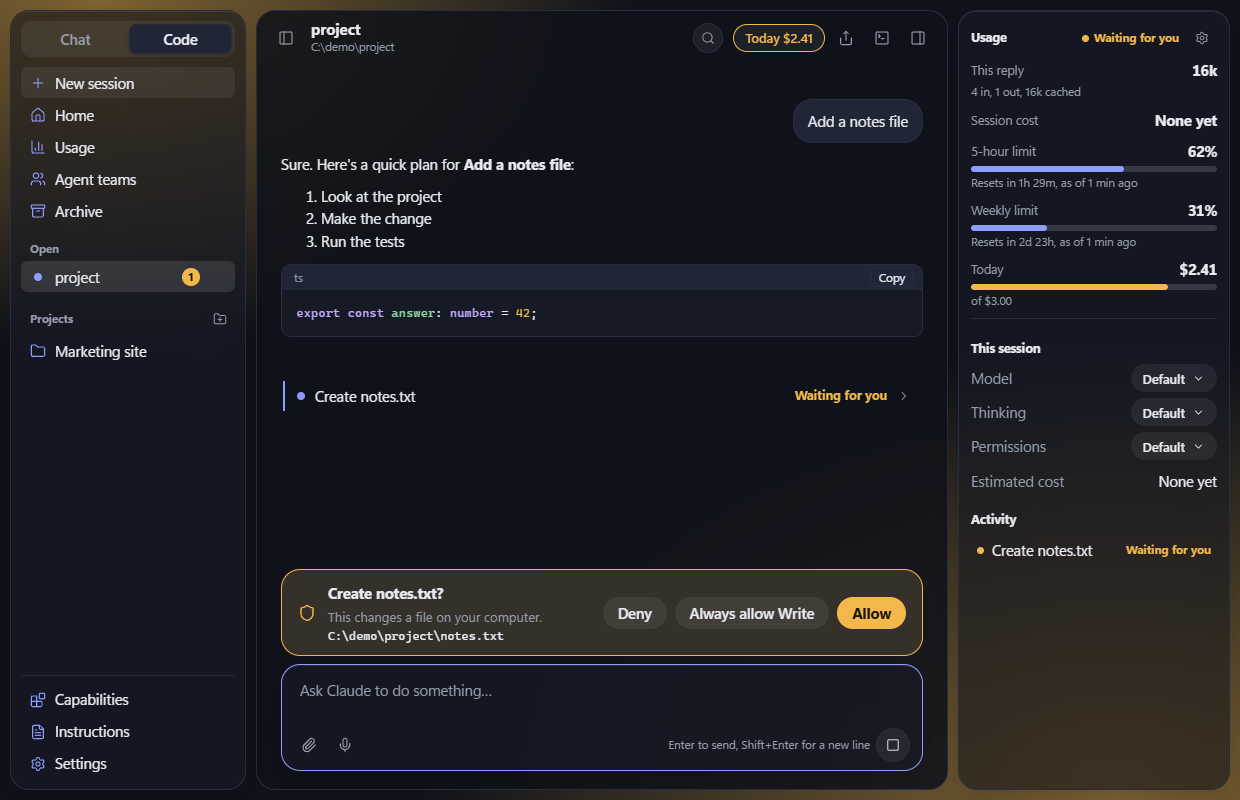 Chat
Code
New session
Home
Usage
Agent teams
Archive
Open
project
1
Projects
Marketing site
Capabilities
Instructions
Settings
project
C:\demo\project
Today $2.41
Add a notes file
Sure. Here's a quick plan for Add a notes file:
1. Look at the project
2. Make the change
3. Run the tests
ts
Copy
export const answer: number = 42;
Create notes.txt
Waiting for you
Create notes.txt?
This changes a file on your computer.
C:\demo\project\notes.txt
Deny
Always allow Write
Allow
Ask Claude to do something...
Enter to send, Shift+Enter for a new line
Usage
Waiting for you
This reply
16k
4 in, 1 out, 16k cached
Session cost
None yet
5-hour limit
62%
Resets in 1h 29m, as of 1 min ago
Weekly limit
31%
Resets in 2d 23h, as of 1 min ago
Today
$2.41
of $3.00
This session
Model
Default
Thinking
Default
Permissions
Default
Estimated cost
None yet
Activity
Create notes.txt
Waiting for you